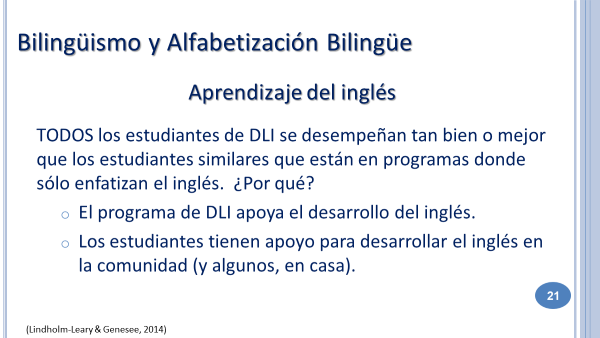 Bilingüismo y Alfabetización Bilingüe
Aprendizaje del inglés
TODOS los estudiantes de DLI se desempeñan tan bien o mejor
que los estudiantes similares que están en programas donde
sólo enfatizan el inglés. ¿Por qué?
o El programa de DLI apoya el desarrollo del inglés.
o Los estudiantes tienen apoyo para desarrollar el inglés en
la comunidad (y algunos, en casa).
21
(Lindholm-Leary & Genesee, 2014)